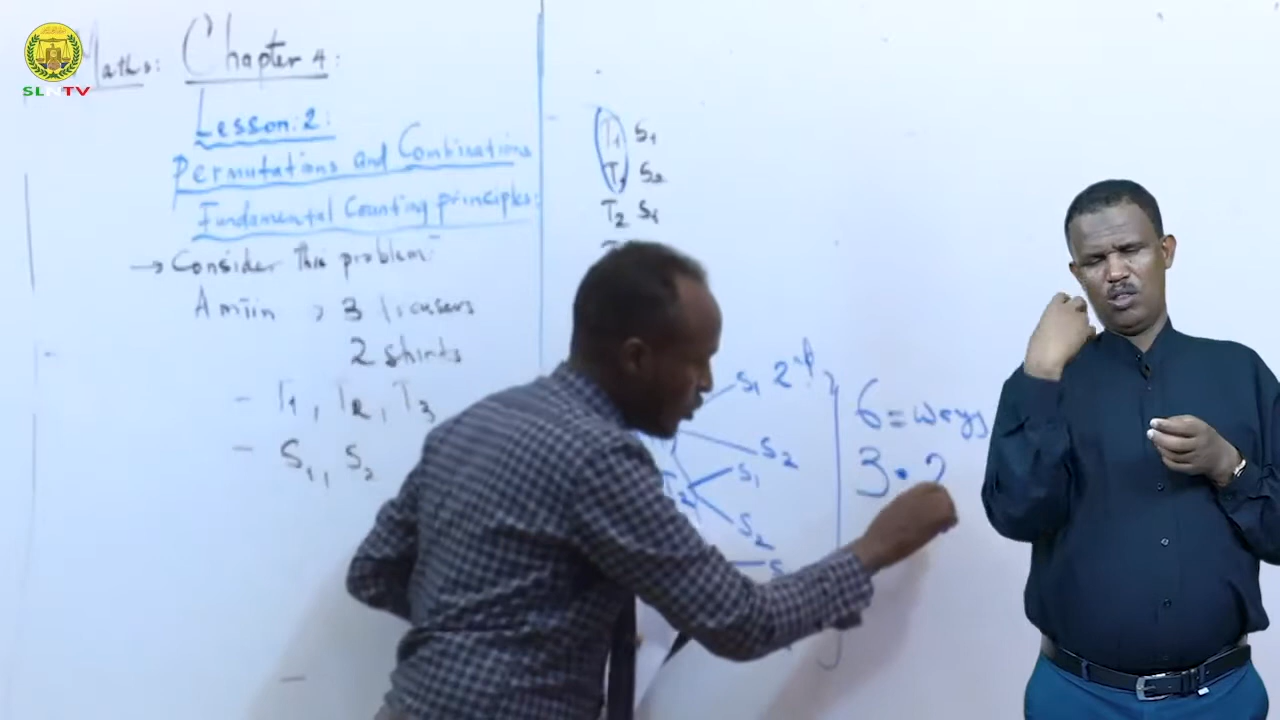 SLNTV
Maths: Chapter 4:
Lesson: 2:
Permutations and Combinations
Fundamental Counting principles:
→ Consider this problem:
Amiin , 3 trousers
2 shirts
- T1, T2, T3
- S1, S2
T1 S1
T1 S2
T2 S1
S1 2nd
S2
T2 S1
S2
S
6 = ways
3 • 2